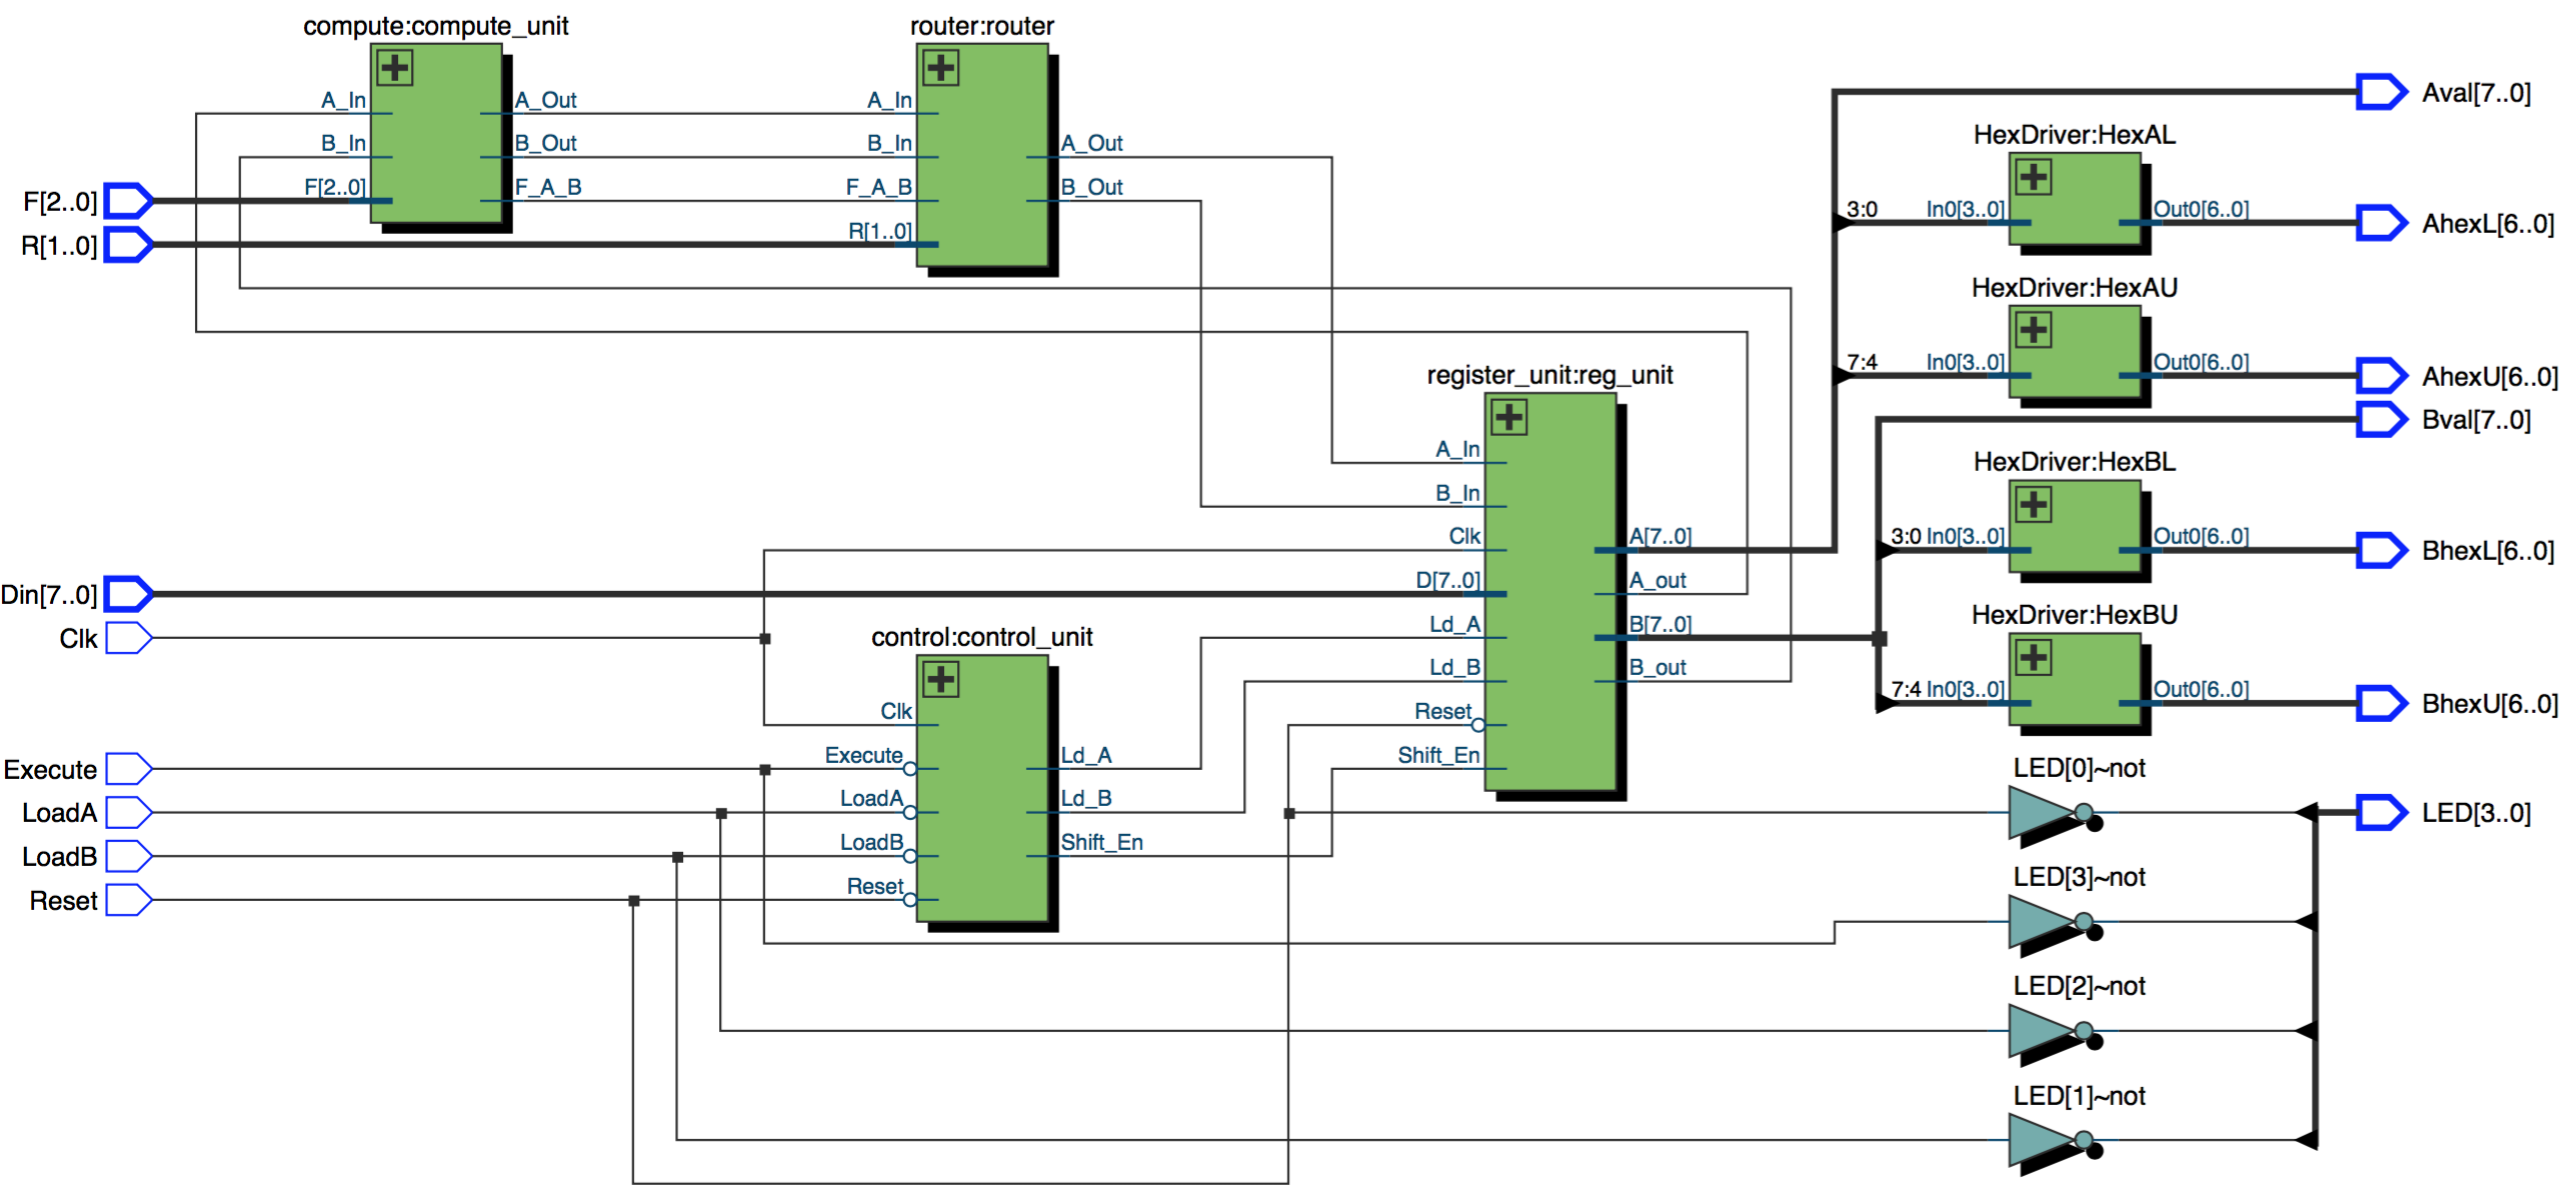 compute:compute_unit
A_In
B_In
F[2..0]
A_Out
B_Out
F_A_B
router:router
A_In
B_In
F_A_B
R[1..0]
A_Out
B_Out
F[2..0]
R[1..0]
Din[7..0]
Clk
Execute
LoadA
LoadB
Reset
control:control_unit
Clk
Execute
LoadA
LoadB
Reset
Ld_A
Ld_B
Shift_En
register_unit:reg_unit
A_In
B_In
Clk
D[7..0]
Ld_A
Ld_B
Reset
Shift_En
A[7..0]
A_out
B[7..0]
B_out
Aval[7..0]
HexDriver:HexAL
3:0 In0[3..0] Out0[6..0] AhexL[6..0]
HexDriver:HexAU
7:4 In0[3..0] Out0[6..0] AhexU[6..0]
Bval[7..0]
HexDriver:HexBL
3:0 In0[3..0] Out0[6..0] BhexL[6..0]
HexDriver:HexBU
7:4 In0[3..0] Out0[6..0] BhexU[6..0]
LED[0]~not
LED[3..0]
LED[3]~not
LED[2]~not
LED[1]~not